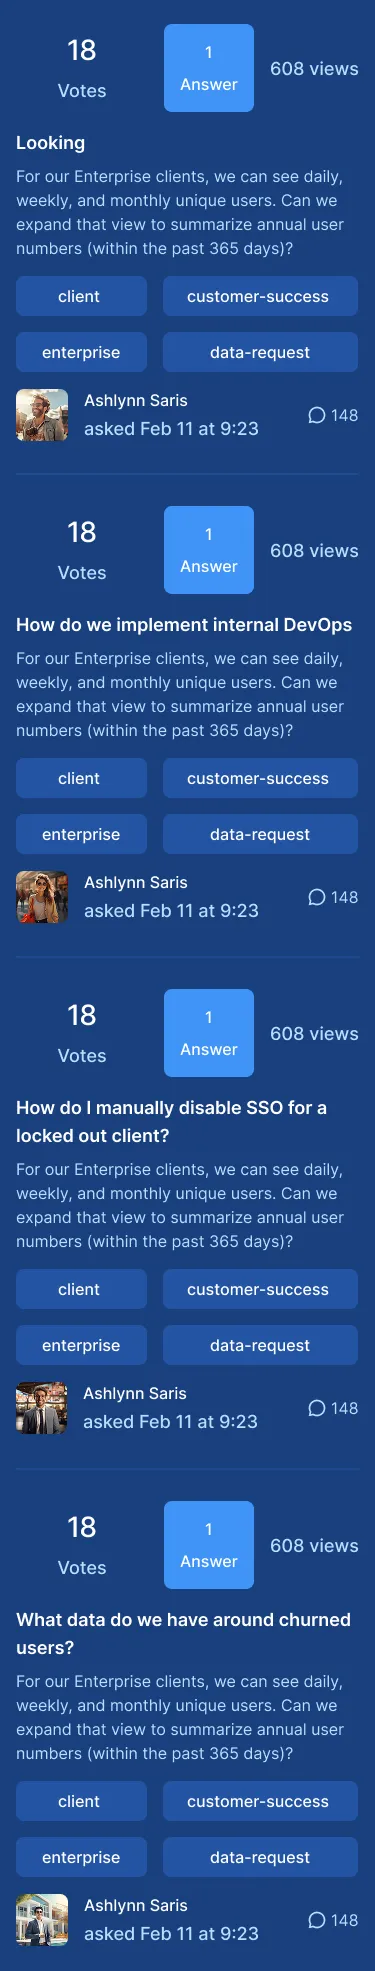 18
Votes
1
Answer
608 views
Looking
For our Enterprise clients, we can see daily,
weekly, and monthly unique users. Can we
expand that view to summarize annual user
numbers (within the past 365 days)?
client
customer-success
enterprise
data-request
Ashlynn Saris
asked Feb 11 at 9:23
148
18
Votes
1
Answer
608 views
How do we implement internal DevOps
For our Enterprise clients, we can see daily,
weekly, and monthly unique users. Can we
expand that view to summarize annual user
numbers (within the past 365 days)?
client
customer-success
enterprise
data-request
Ashlynn Saris
asked Feb 11 at 9:23
148
18
Votes
1
Answer
608 views
How do I manually disable SSO for a
locked out client?
For our Enterprise clients, we can see daily,
weekly, and monthly unique users. Can we
expand that view to summarize annual user
numbers (within the past 365 days)?
client
customer-success
enterprise
data-request
Ashlynn Saris
asked Feb 11 at 9:23
148
18
Votes
1
Answer
608 views
What data do we have around churned
users?
For our Enterprise clients, we can see daily,
weekly, and monthly unique users. Can we
expand that view to summarize annual user
numbers (within the past 365 days)?
client
customer-success
enterprise
data-request
Ashlynn Saris
asked Feb 11 at 9:23
148